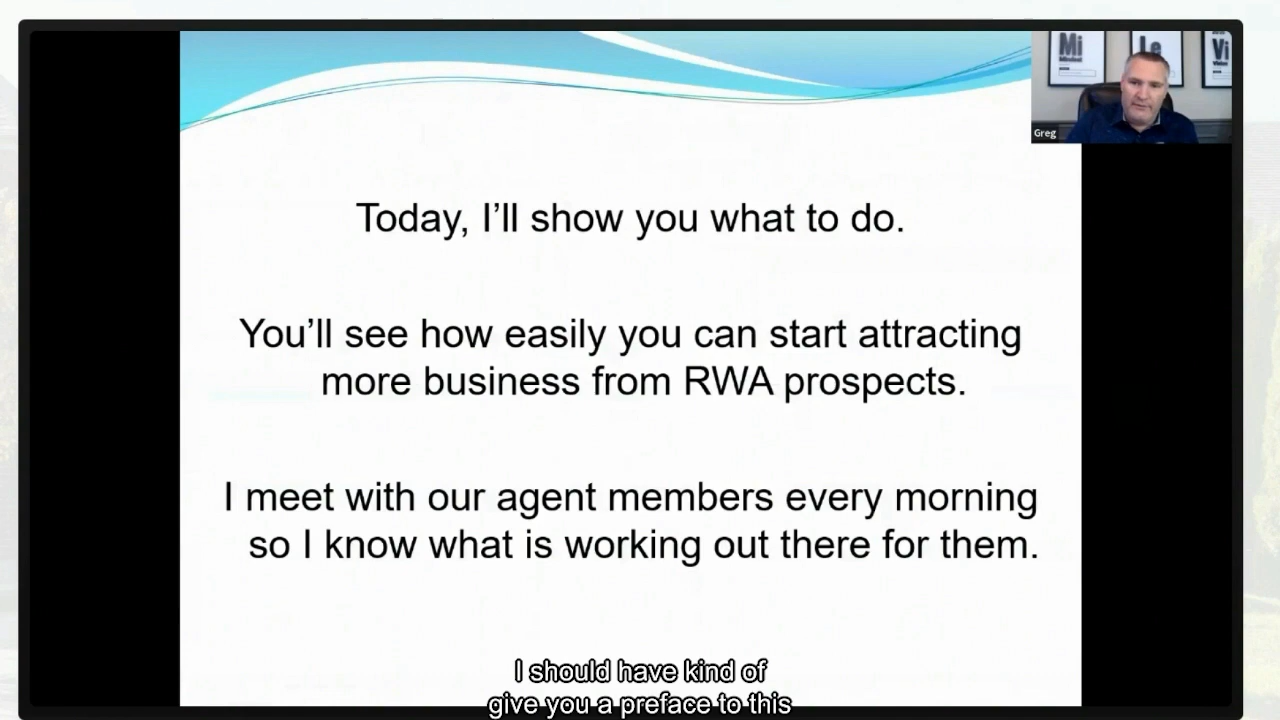 Mi
Le
Vi
Greg
Today, I'll show you what to do.
You'll see how easily you can start attracting
more business from RWA prospects.
I meet with our agent members every morning
so I know what is working out there for them.
I should have kind of
give you a preface to this